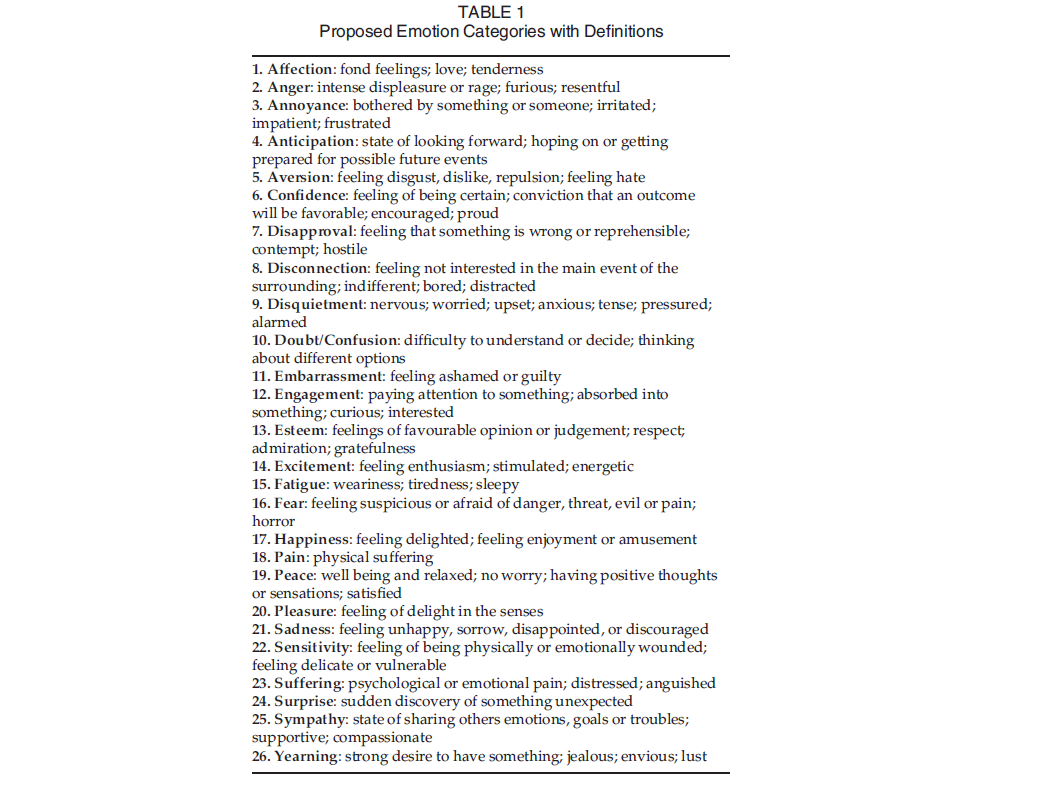 TABLE 1
Proposed Emotion Categories with Definitions
1. Affection: fond feelings; love; tenderness
2. Anger: intense displeasure or rage; furious; resentful
3. Annoyance: bothered by something or someone; irritated;
impatient; frustrated
4. Anticipation: state of looking forward; hoping on or getting
prepared for possible future events
5. Aversion: feeling disgust, dislike, repulsion; feeling hate
6. Confidence: feeling of being certain; conviction that an outcome
will be favorable; encouraged; proud
7. Disapproval: feeling that something is wrong or reprehensible;
contempt; hostile
8. Disconnection: feeling not interested in the main event of the
surrounding; indifferent; bored; distracted
9. Disquietment: nervous; worried; upset; anxious; tense; pressured;
alarmed
10. Doubt/Confusion: difficulty to understand or decide; thinking
about different options
11. Embarrassment: feeling ashamed or guilty
12. Engagement: paying attention to something; absorbed into
something; curious; interested
13. Esteem: feelings of favourable opinion or judgement; respect;
admiration; gratefulness
14. Excitement: feeling enthusiasm; stimulated; energetic
15. Fatigue: weariness; tiredness; sleepy
16. Fear: feeling suspicious or afraid of danger, threat, evil or pain;
horror
17. Happiness: feeling delighted; feeling enjoyment or amusement
18. Pain: physical suffering
19. Peace: well being and relaxed; no worry; having positive thoughts
or sensations; satisfied
20. Pleasure: feeling of delight in the senses
21. Sadness: feeling unhappy, sorrow, disappointed, or discouraged
22. Sensitivity: feeling of being physically or emotionally wounded;
feeling delicate or vulnerable
23. Suffering: psychological or emotional pain; distressed; anguished
24. Surprise: sudden discovery of something unexpected
25. Sympathy: state of sharing others emotions, goals or troubles;
supportive; compassionate
26. Yearning: strong desire to have something; jealous; envious; lust